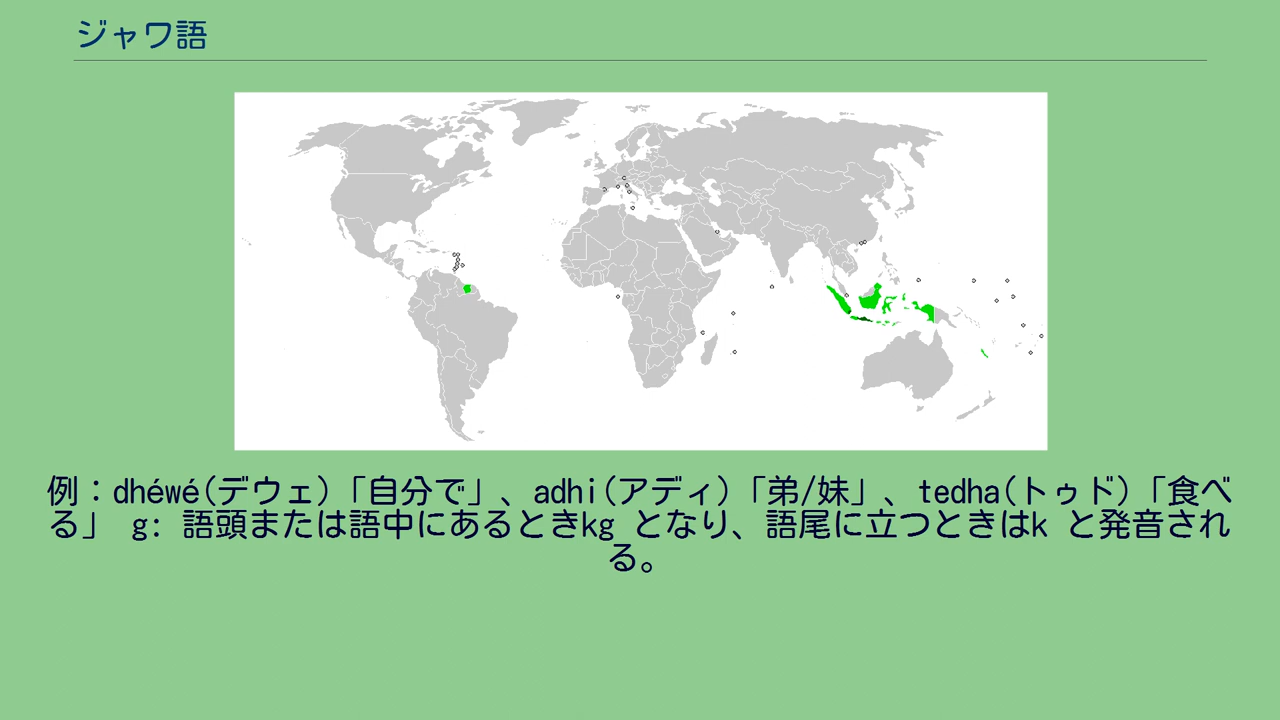 ジャワ語
例：dhéwé(デウェ)「自分で」、adhi(アディ)「弟/妹」、tedha(トゥド)「食べ
る」 g: 語頭または語中にあるときkg となり、語尾に立つときはk と発音され
る。